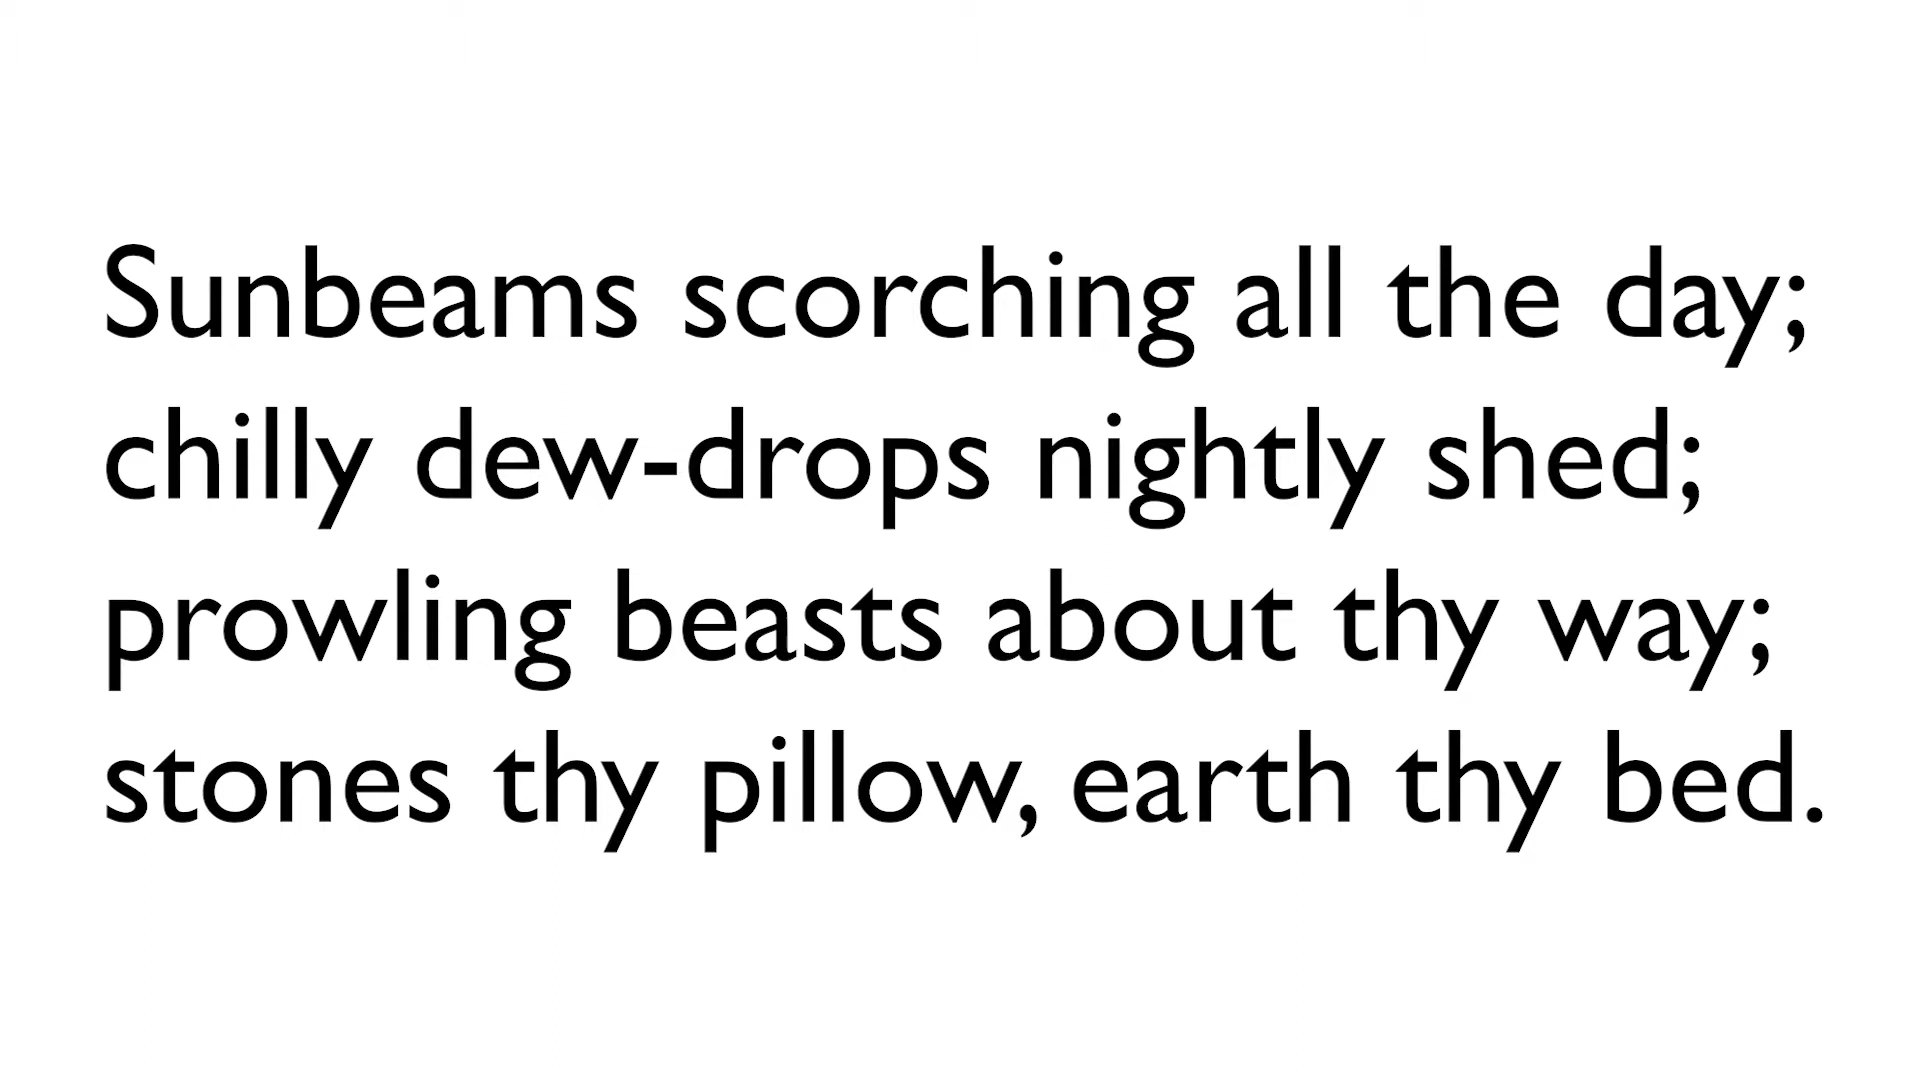 Sunbeams scorching all the day;
chilly dew-drops nightly shed;
prowling beasts about thy way;
stones thy pillow, earth thy bed.